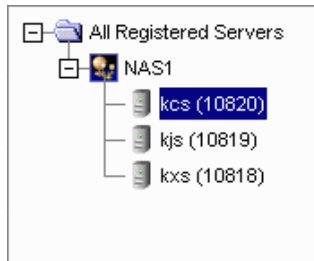 All Registered Servers
NAS1
kcs (10820)
kjs (10819)
kxs (10818)